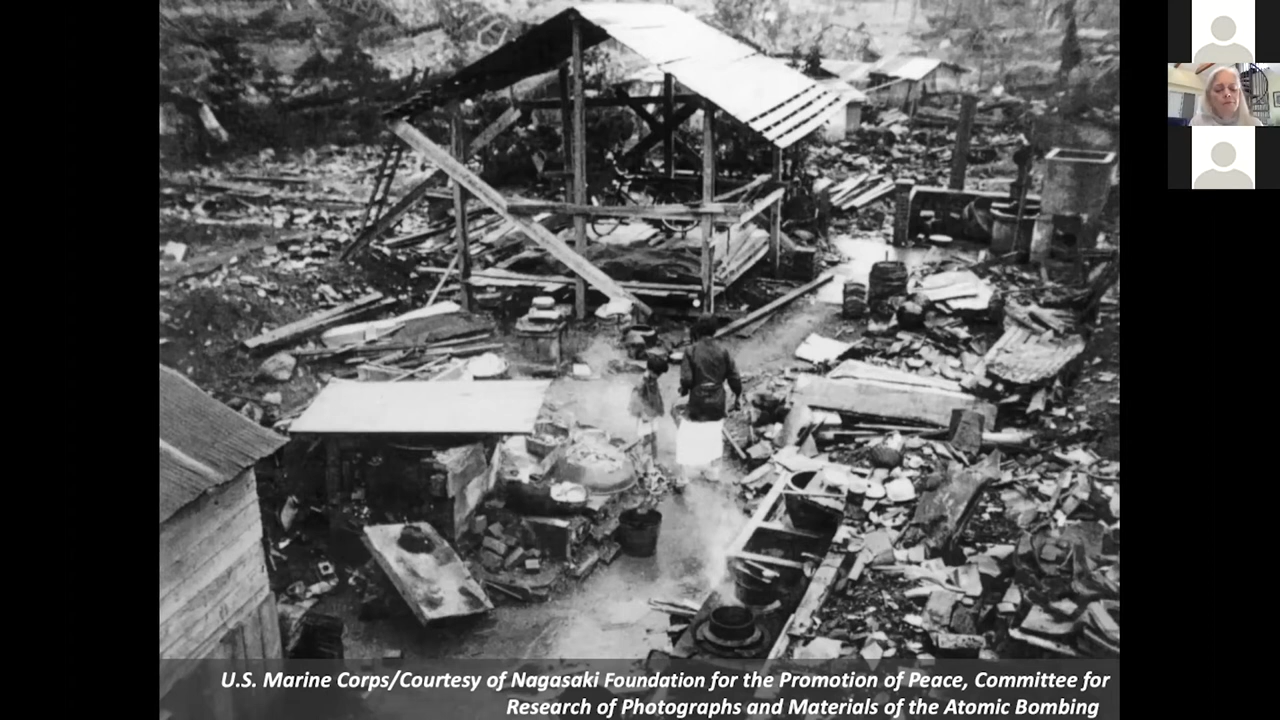 U.S. Marine Corps/Courtesy of Nagasaki Foundation for the Promotion of Peace, Committee for
Research of Photographs and Materials of the Atomic Bombing